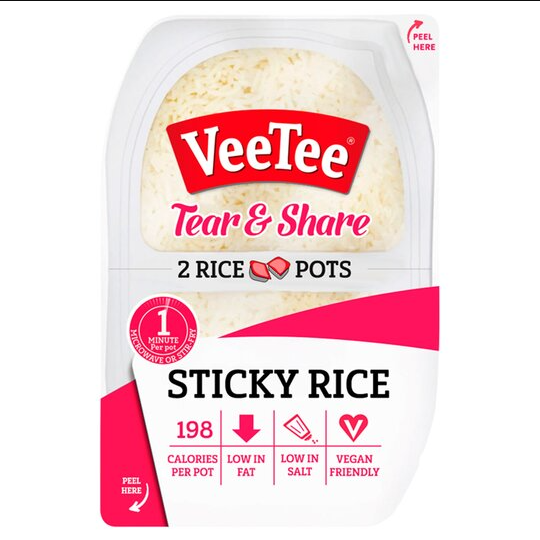 PEEL
HERE
VeeTee®
Tear & Share
2 RICE POTS
1
MINUTE
Per pot
MICROWAVE OR STIR-FRY
STICKY RICE
198
CALORIES
PER POT
LOW IN
FAT
LOW IN
SALT
V
VEGAN
FRIENDLY
PEEL
HERE